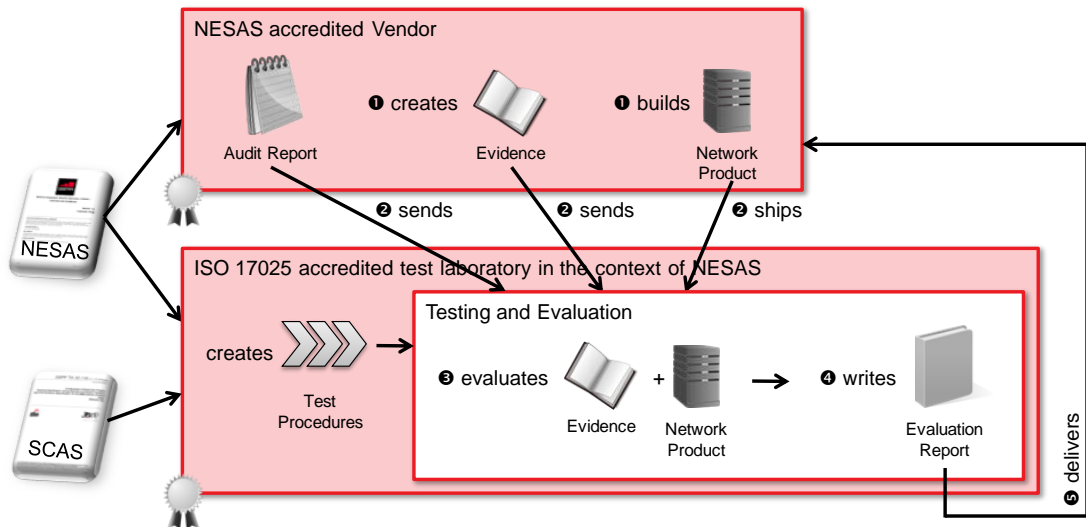 NESAS accredited Vendor
❶ creates
❶ builds
Audit Report
Evidence
Network
Product
❷ sends
❷ sends
❷ ships
NESAS
ISO 17025 accredited test laboratory in the context of NESAS
Testing and Evaluation
creates
Test
Procedures
❸ evaluates
+
❹ writes
Evidence
Network
Product
Evaluation
Report
SCAS
❺ delivers